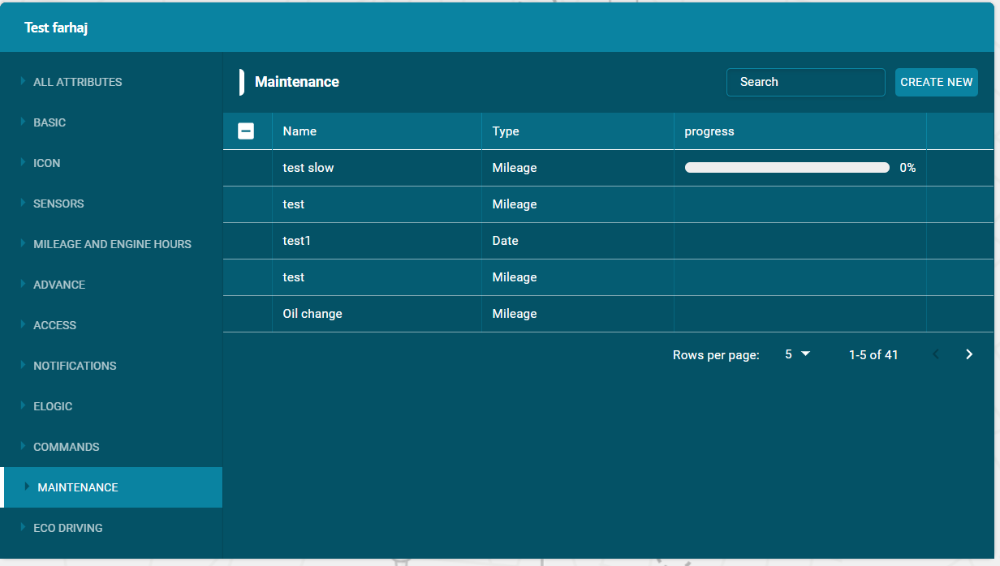 Test farhaj
ALL ATTRIBUTES
BASIC
ICON
SENSORS
MILEAGE AND ENGINE HOURS
ADVANCE
ACCESS
NOTIFICATIONS
ELOGIC
COMMANDS
MAINTENANCE
ECO DRIVING
Maintenance Search CREATE NEW
Name Type progress
test slow Mileage 0%
test Mileage
test1 Date
test Mileage
Oil change Mileage
Rows per page: 5 1-5 of 41